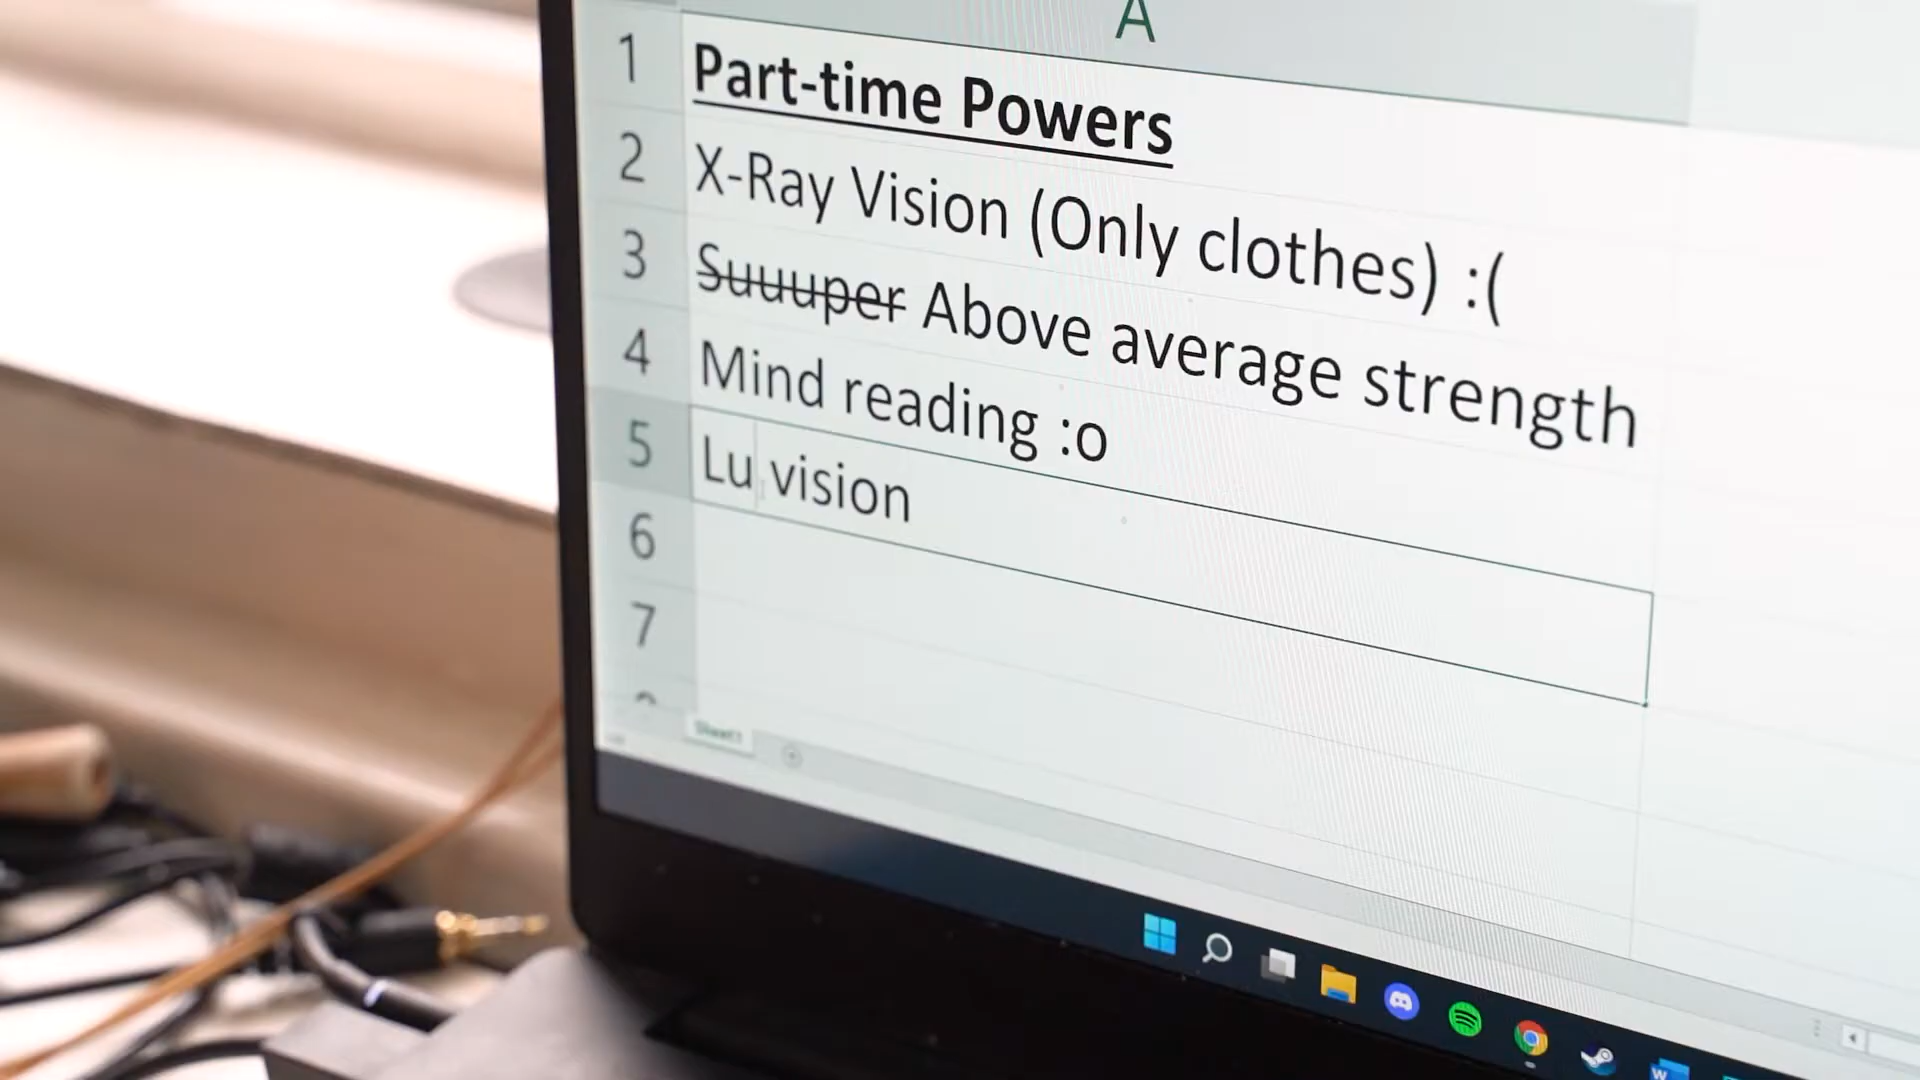 A
1 Part-time Powers
2 X-Ray Vision (Only clothes) :(
3 Suuuper Above average strength
4 Mind reading :o
5 Lu vision
6
7
Sheet1
W